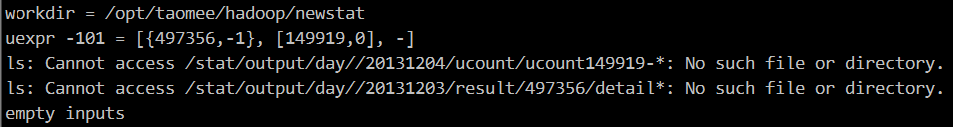 workdir = /opt/taomee/hadoop/newstat
uexpr -101 = [{497356,-1}, [149919,0], -]
ls: Cannot access /stat/output/day//20131204/ucount/ucount149919-*: No such file or directory.
ls: Cannot access /stat/output/day//20131203/result/497356/detail*: No such file or directory.
empty inputs